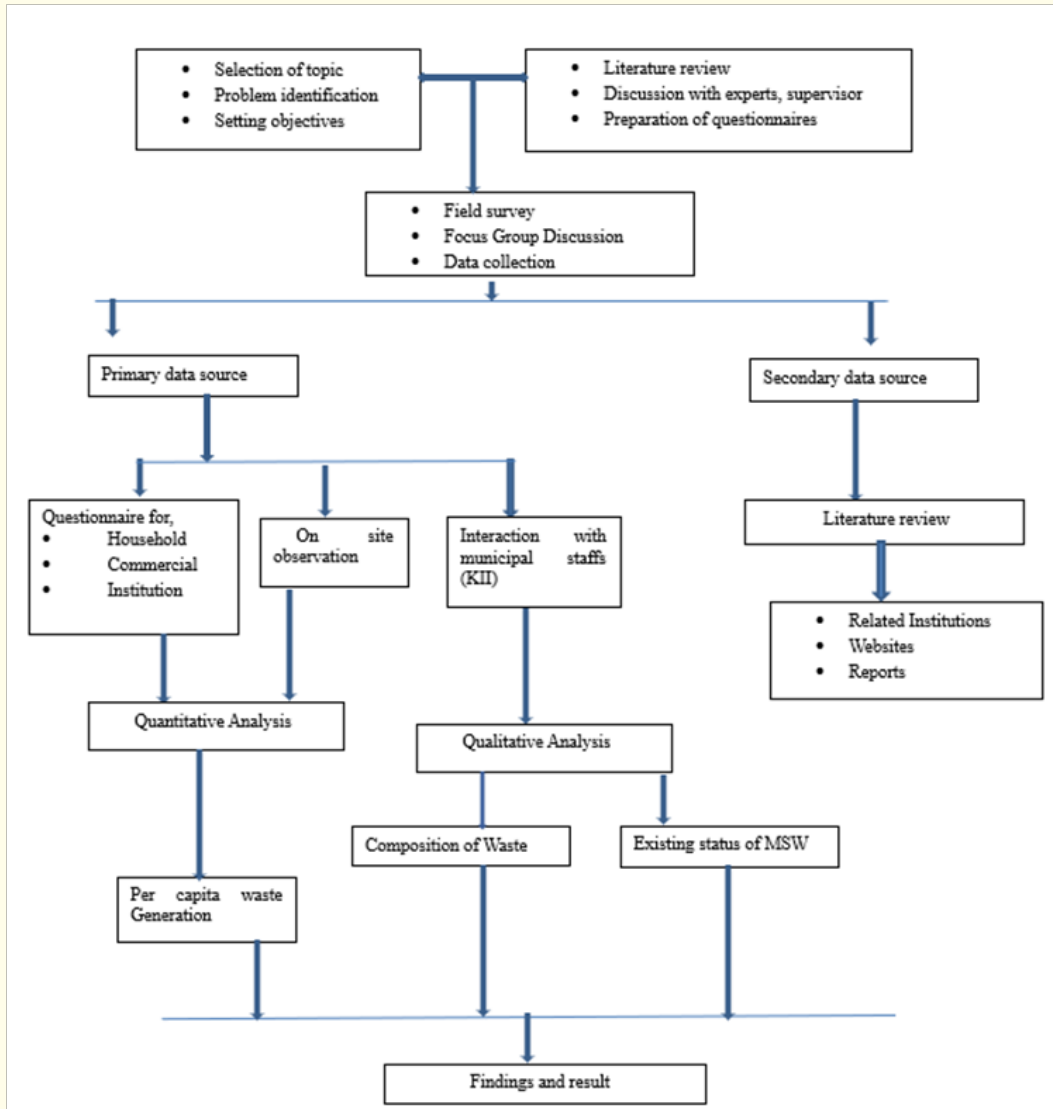 • Selection of topic
• Problem identification
• Setting objectives
• Literature review
• Discussion with experts, supervisor
• Preparation of questionnaires
• Field survey
• Focus Group Discussion
• Data collection
Primary data source
Secondary data source
Questionnaire for,
• Household
• Commercial
• Institution
On site
observation
Interaction with
municipal staffs
(KII)
Literature review
• Related Institutions
• Websites
• Reports
Quantitative Analysis
Qualitative Analysis
Composition of Waste
Existing status of MSW
Per capita waste
Generation
Findings and result